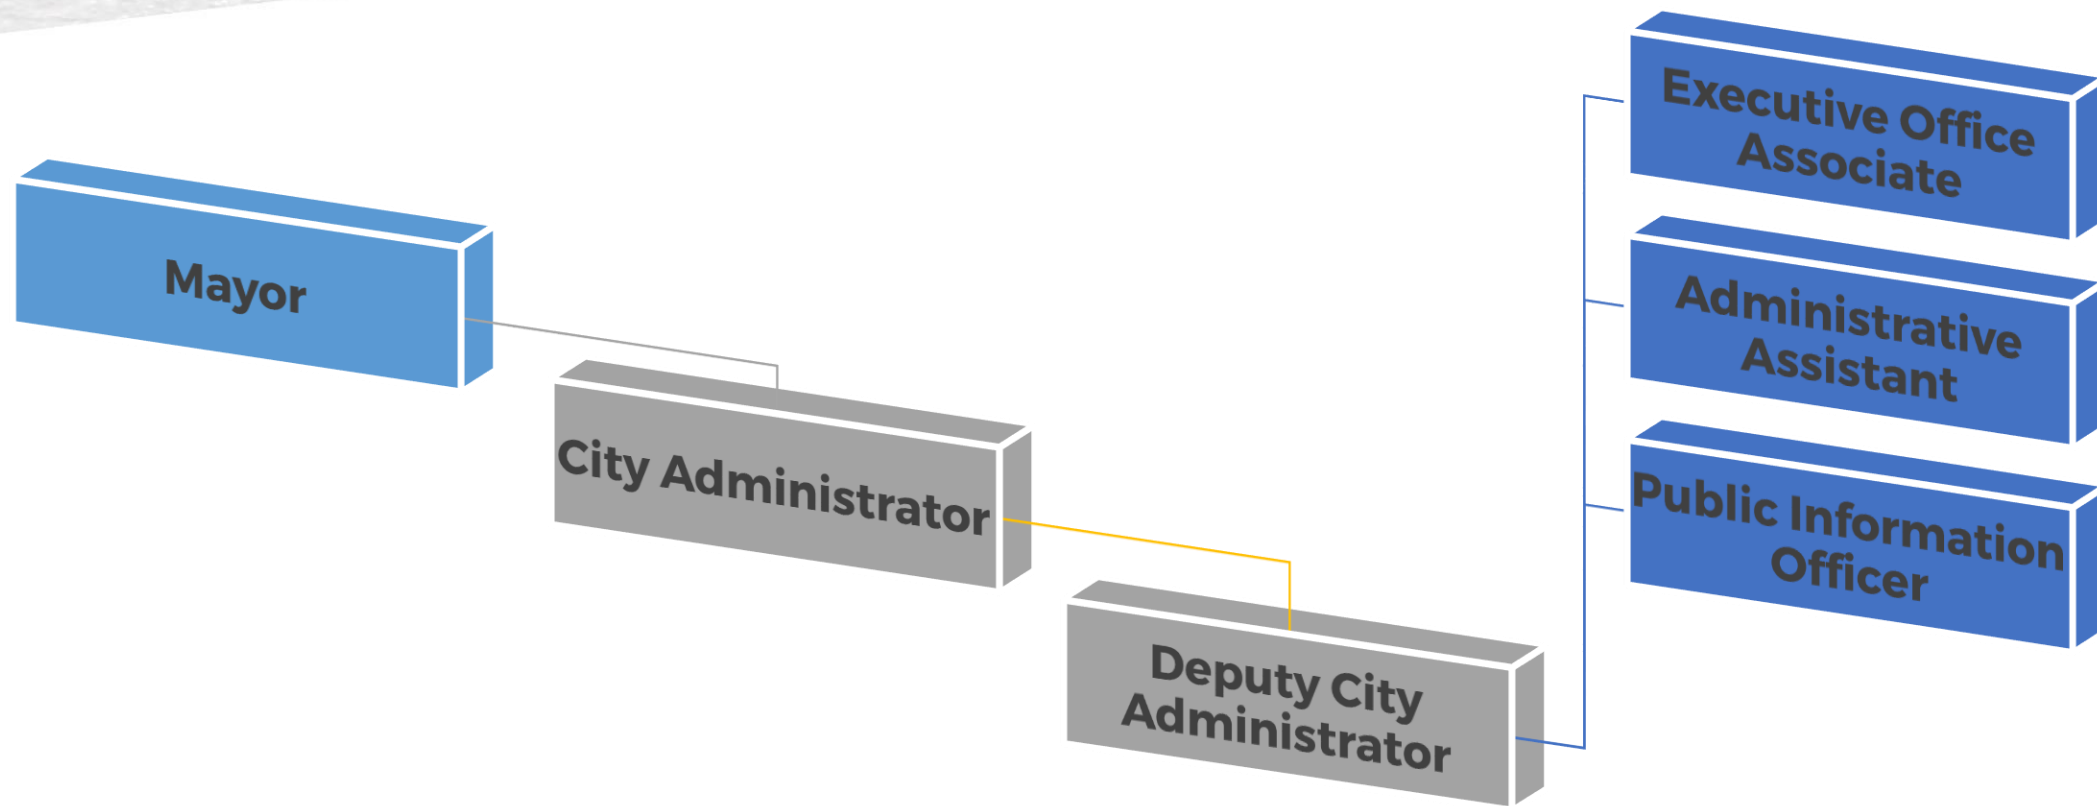 Mayor
City Administrator
Deputy City
Administrator
Executive Office
Associate
Administrative
Assistant
Public Information
Officer